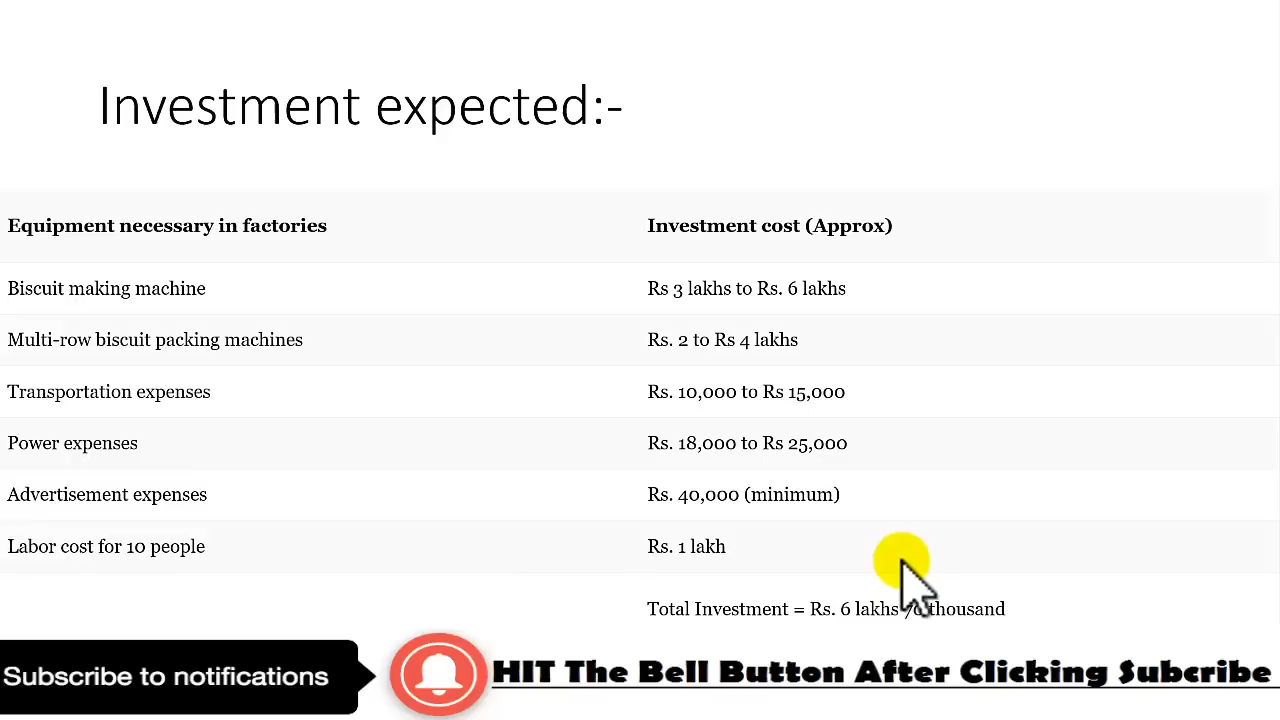 Investment expected:-
Equipment necessary in factories Investment cost (Approx)
Biscuit making machine Rs 3 lakhs to Rs. 6 lakhs
Multi-row biscuit packing machines Rs. 2 to Rs 4 lakhs
Transportation expenses Rs. 10,000 to Rs 15,000
Power expenses Rs. 18,000 to Rs 25,000
Advertisement expenses Rs. 40,000 (minimum)
Labor cost for 10 people Rs. 1 lakh
Total Investment = Rs. 6 lakhs thousand
Subscribe to notifications
HIT The Bell Button After Clicking Subcribe